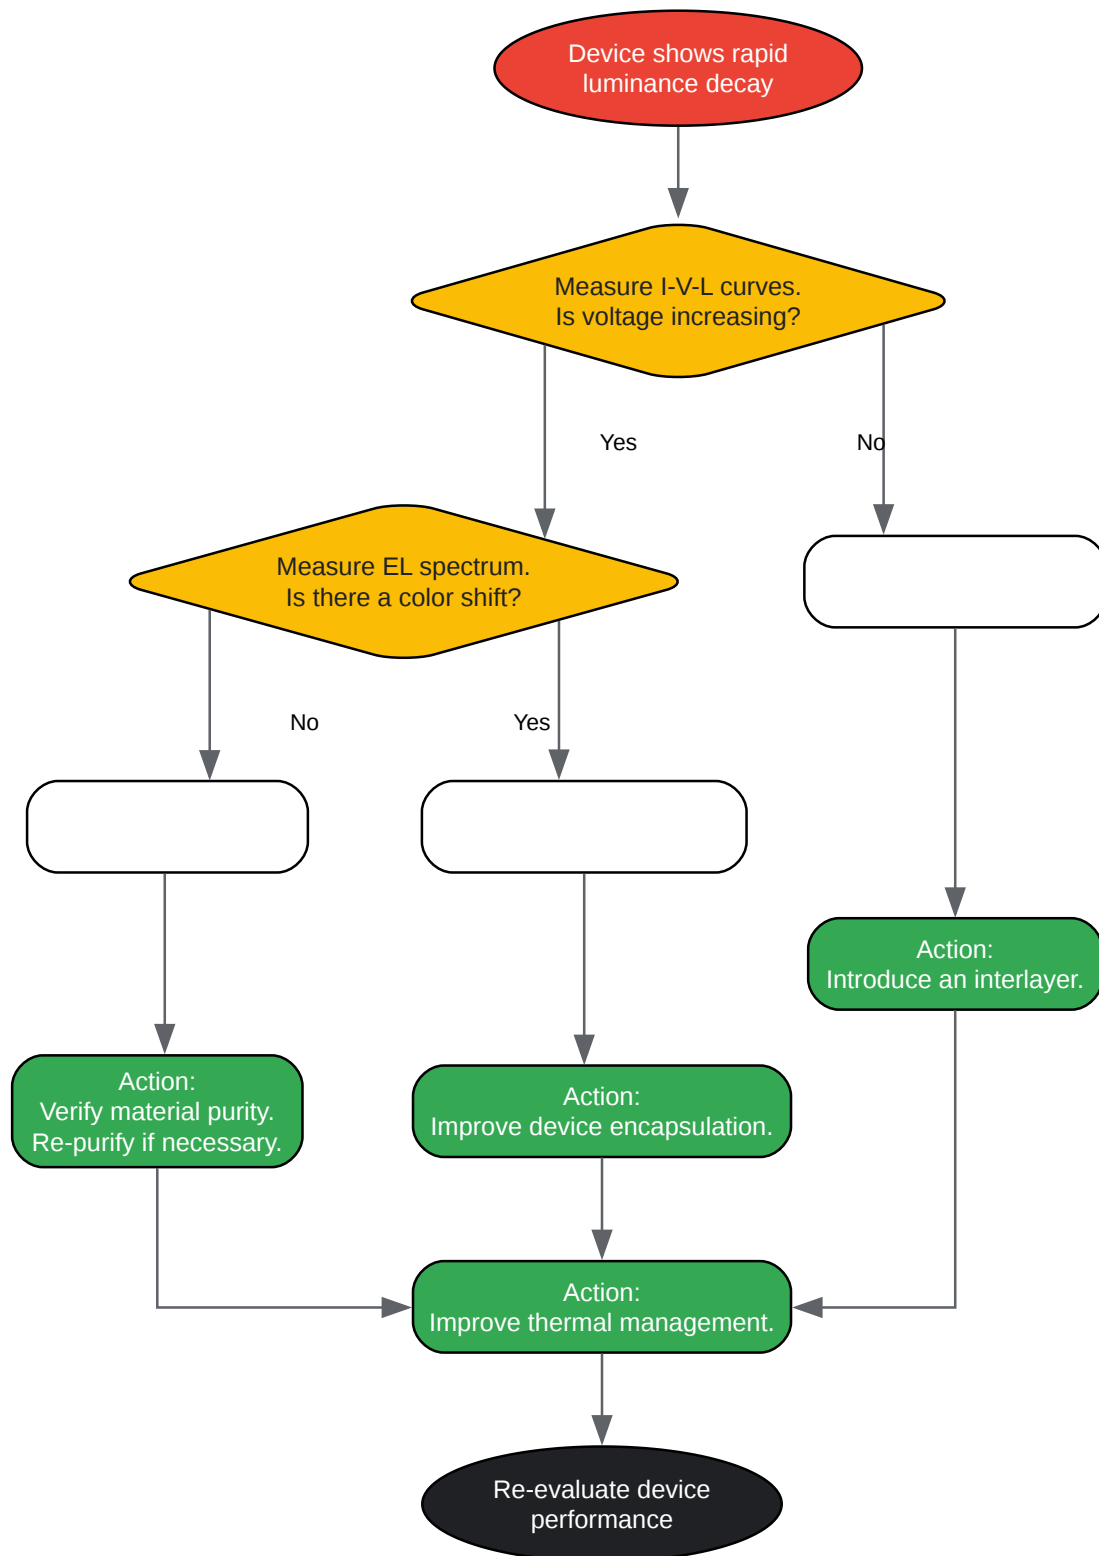 Device shows rapid
luminance decay
Measure I-V-L curves.
Is voltage increasing?
Yes
No
Measure EL spectrum.
Is there a color shift?
No
Yes
Action:
Introduce an interlayer.
Action:
Verify material purity.
Re-purify if necessary.
Action:
Improve device encapsulation.
Action:
Improve thermal management.
Re-evaluate device
performance